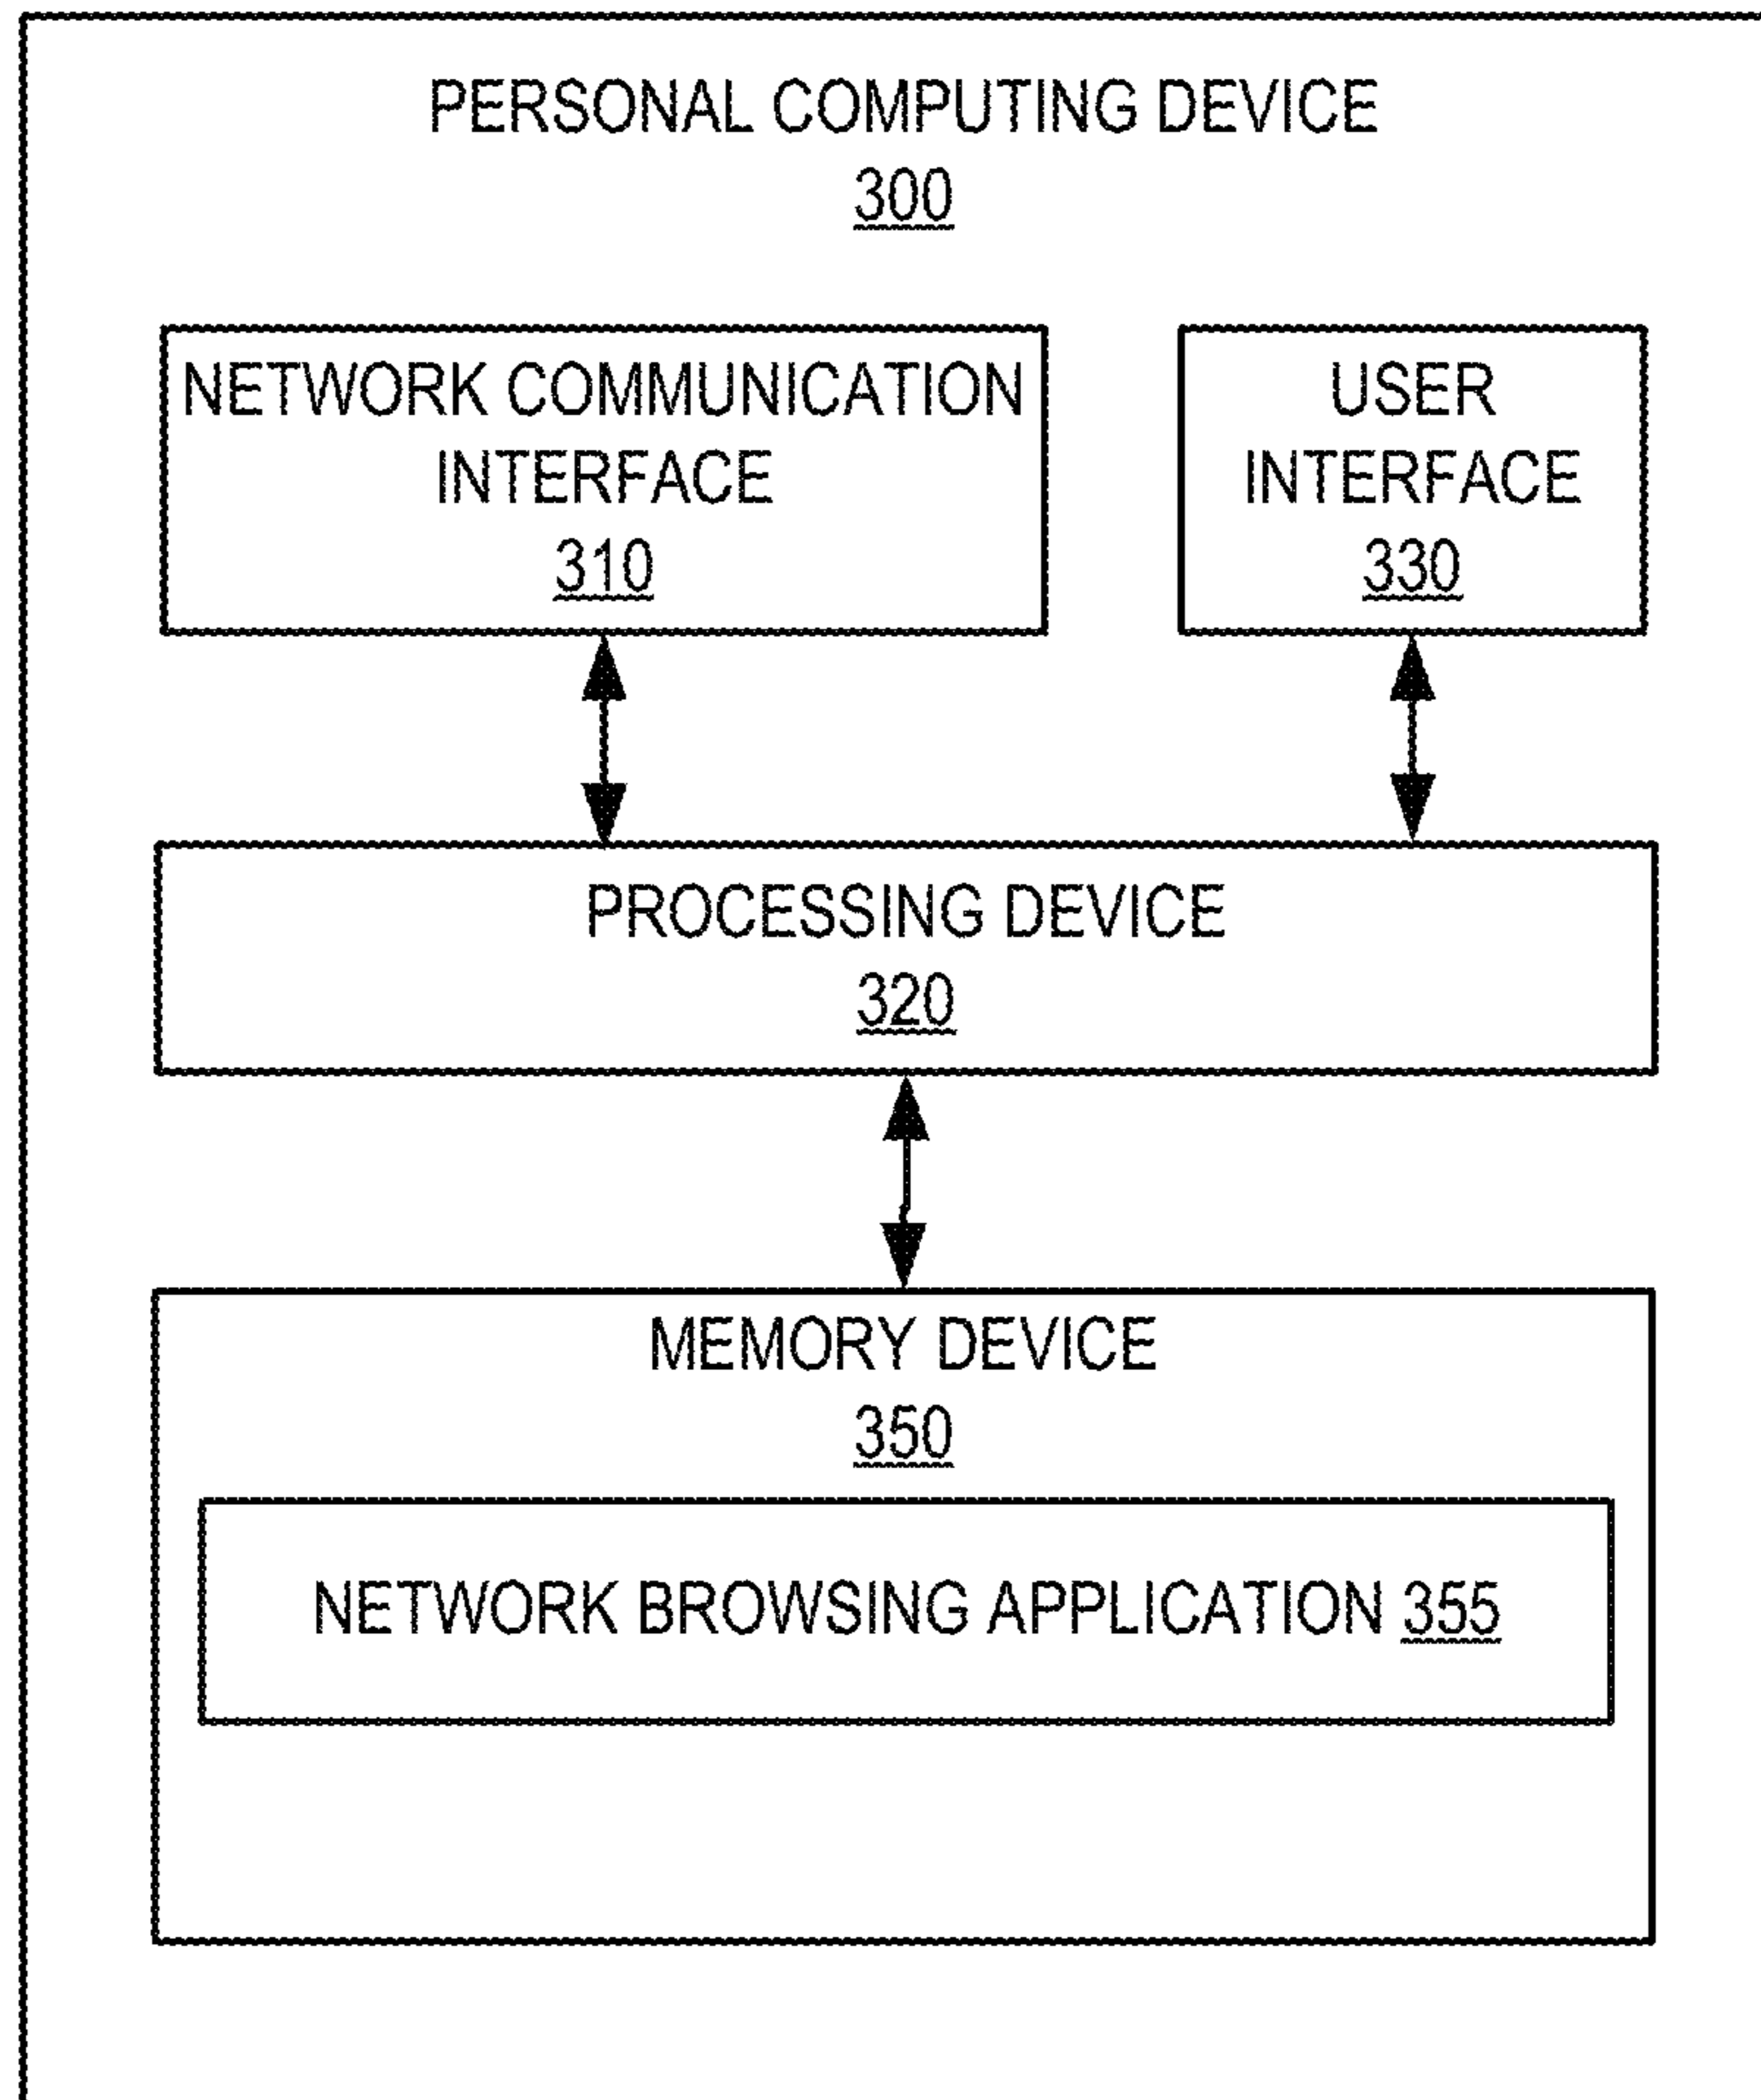 PERSONAL COMPUTING DEVICE
300
NETWORK COMMUNICATION
INTERFACE
310
USER
INTERFACE
330
PROCESSING DEVICE
320
MEMORY DEVICE
350
NETWORK BROWSING APPLICATION 355